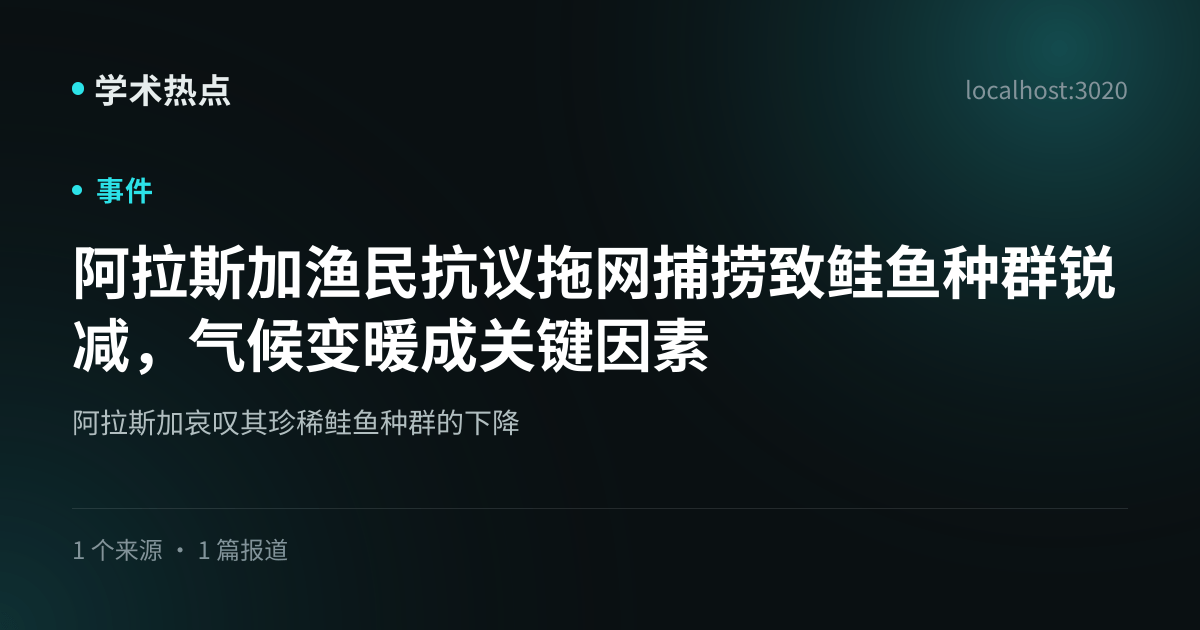 学术热点
localhost:3020
事件
阿拉斯加渔民抗议拖网捕捞致鲑鱼种群锐
减，气候变暖成关键因素
阿拉斯加哀叹其珍稀鲑鱼种群的下降
1 个来源 · 1 篇报道